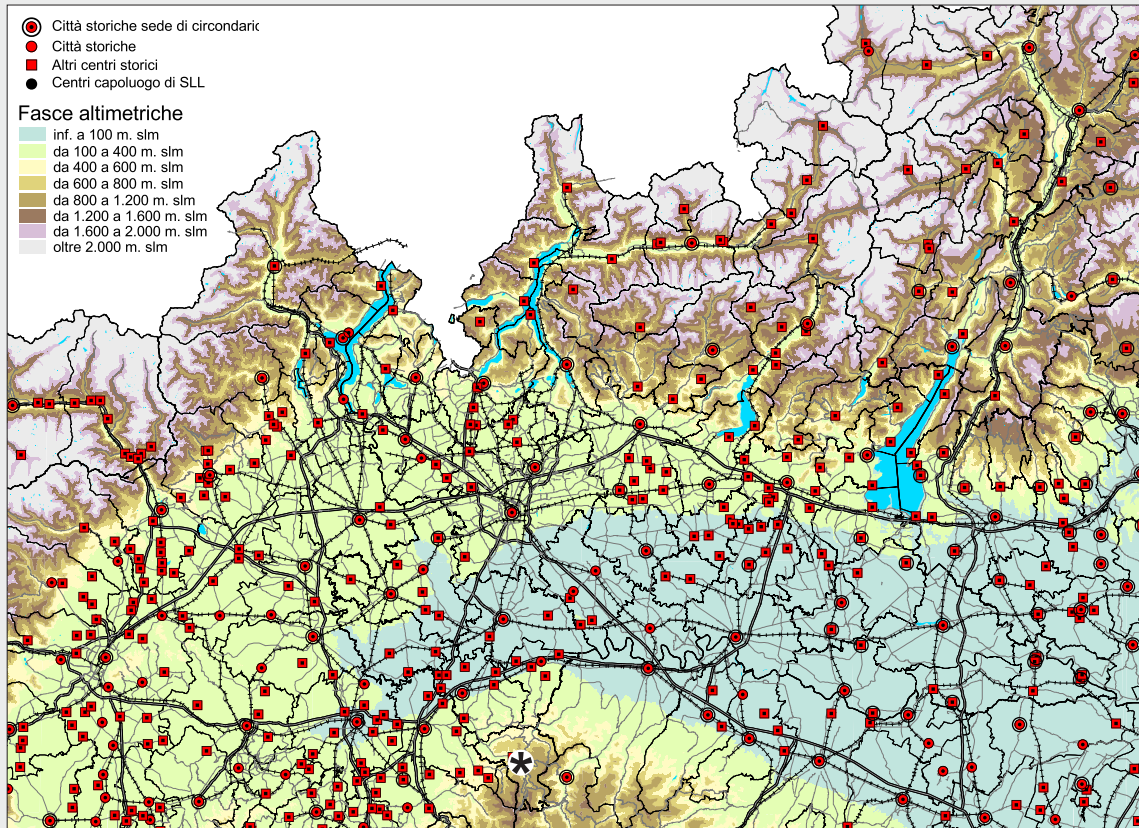 Città storiche sede di circondario
Città storiche
Altri centri storici
Centri capoluogo di SLL
Fasce altimetriche
inf. a 100 m. slm
da 100 a 400 m. slm
da 400 a 600 m. slm
da 600 a 800 m. slm
da 800 a 1.200 m. slm
da 1.200 a 1.600 m. slm
da 1.600 a 2.000 m. slm
oltre 2.000 m. slm
*